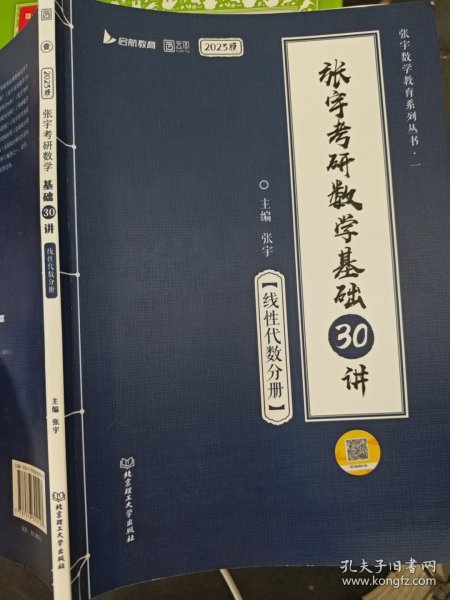 启航教育
2023版
张宇数学教育系列丛书·一
张宇考研数学基础30讲
主编 张宇
【线性代数分册】
北京理工大学出版社
壹
2023版
张宇考研数学
基础30讲
线性代数分册
主编 张宇
北京理工大学出版社
孔夫子旧书网
www.kongfz.com